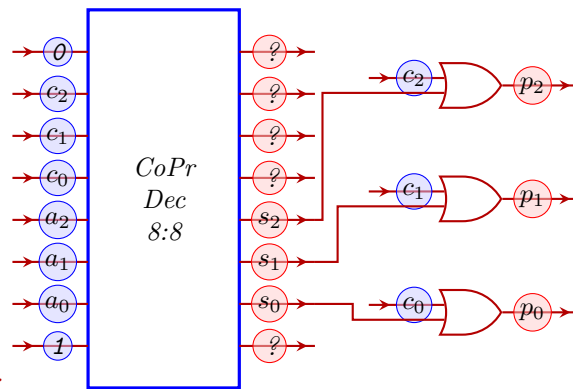 0 ?
c₂ ? c₂ p₂
c₁ ?
c₀ CoPr ? c₁ p₁
a₂ Dec s₂
a₁ 8:8 s₁
a₀ s₀ c₀ p₀
1 ?